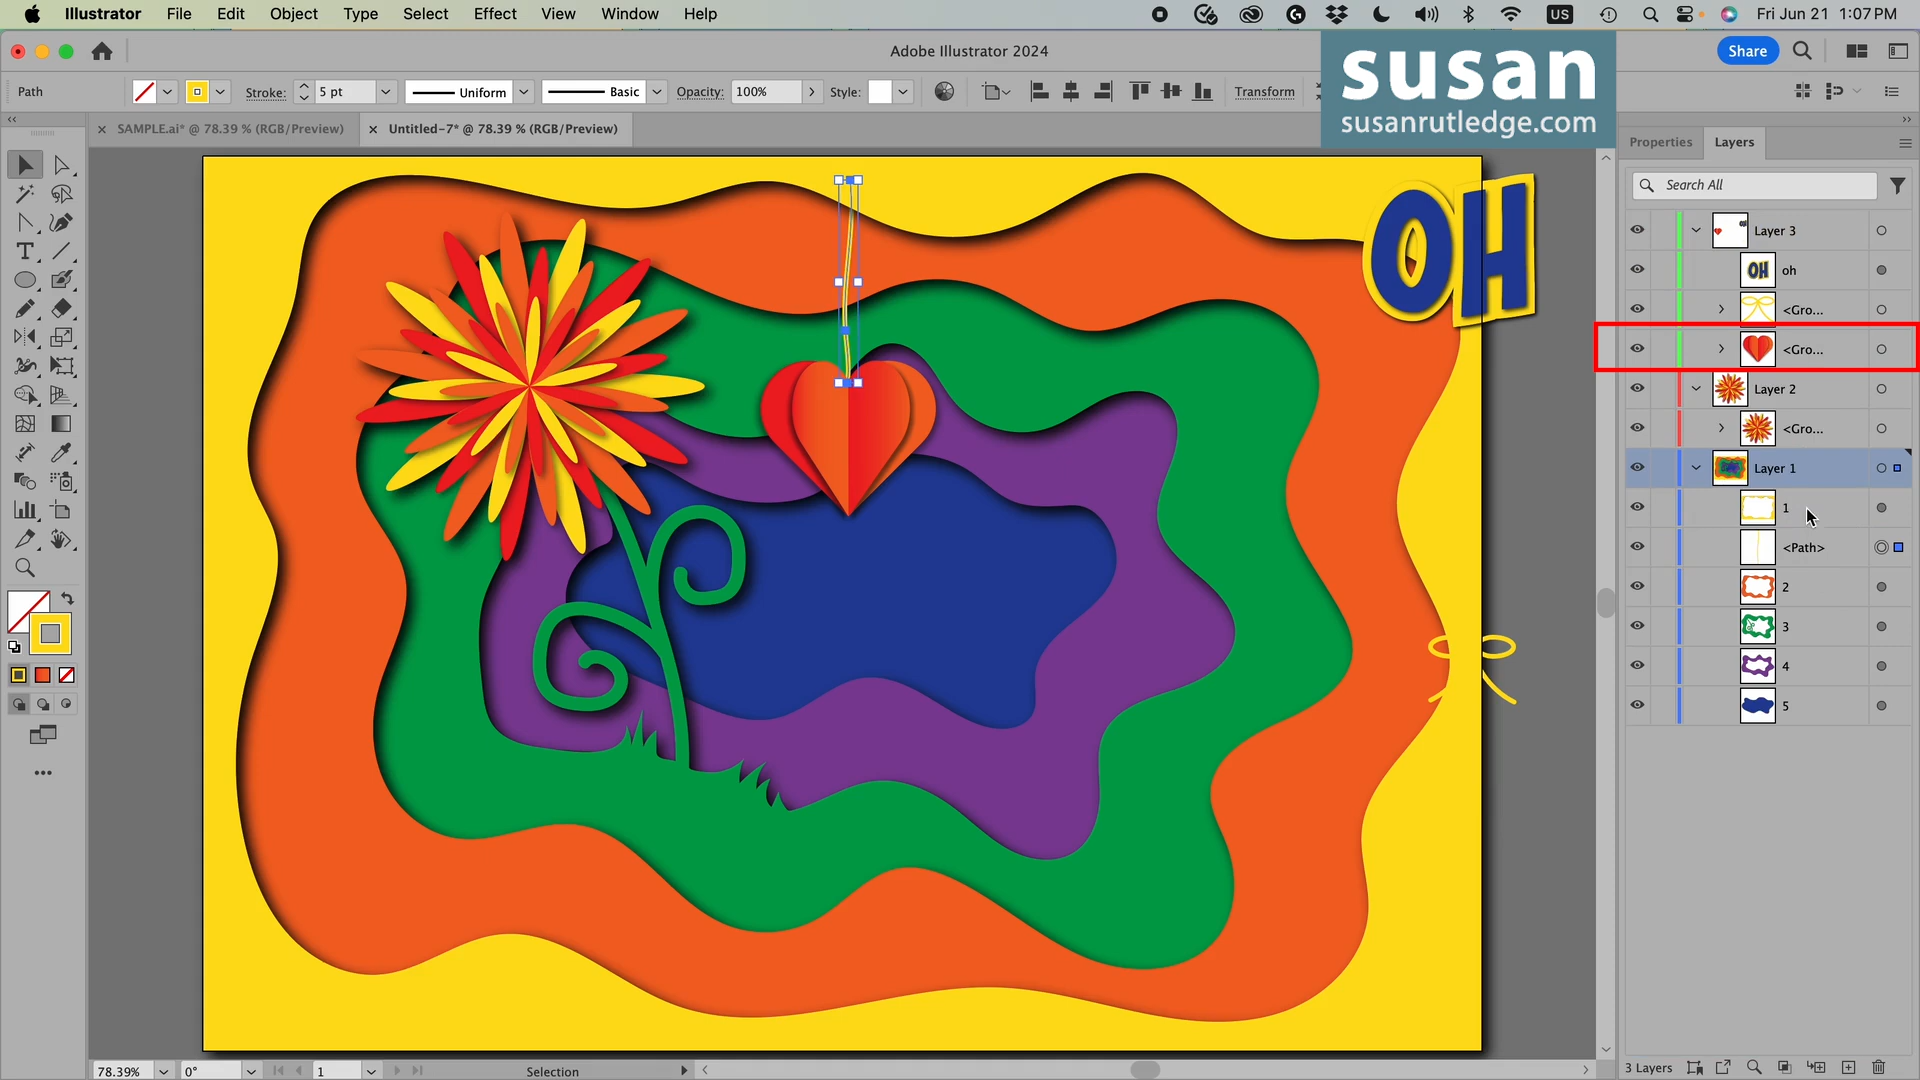 Illustrator File Edit Object Type Select Effect View Window Help US Fri Jun 21 1:07 PM
Adobe Illustrator 2024 Share
susan
susanrutledge.com
Path Stroke: 5 pt Uniform Basic Opacity: 100% Style: Transform
SAMPLE.ai* @ 78.39 % (RGB/Preview) Untitled-7* @ 78.39 % (RGB/Preview)
Properties Layers
Search All
Layer 3
oh
<Gro...
<Gro...
Layer 2
<Gro...
Layer 1
1
<Path>
2
3
4
5
OH
78.39% 0° 1 Selection
3 Layers